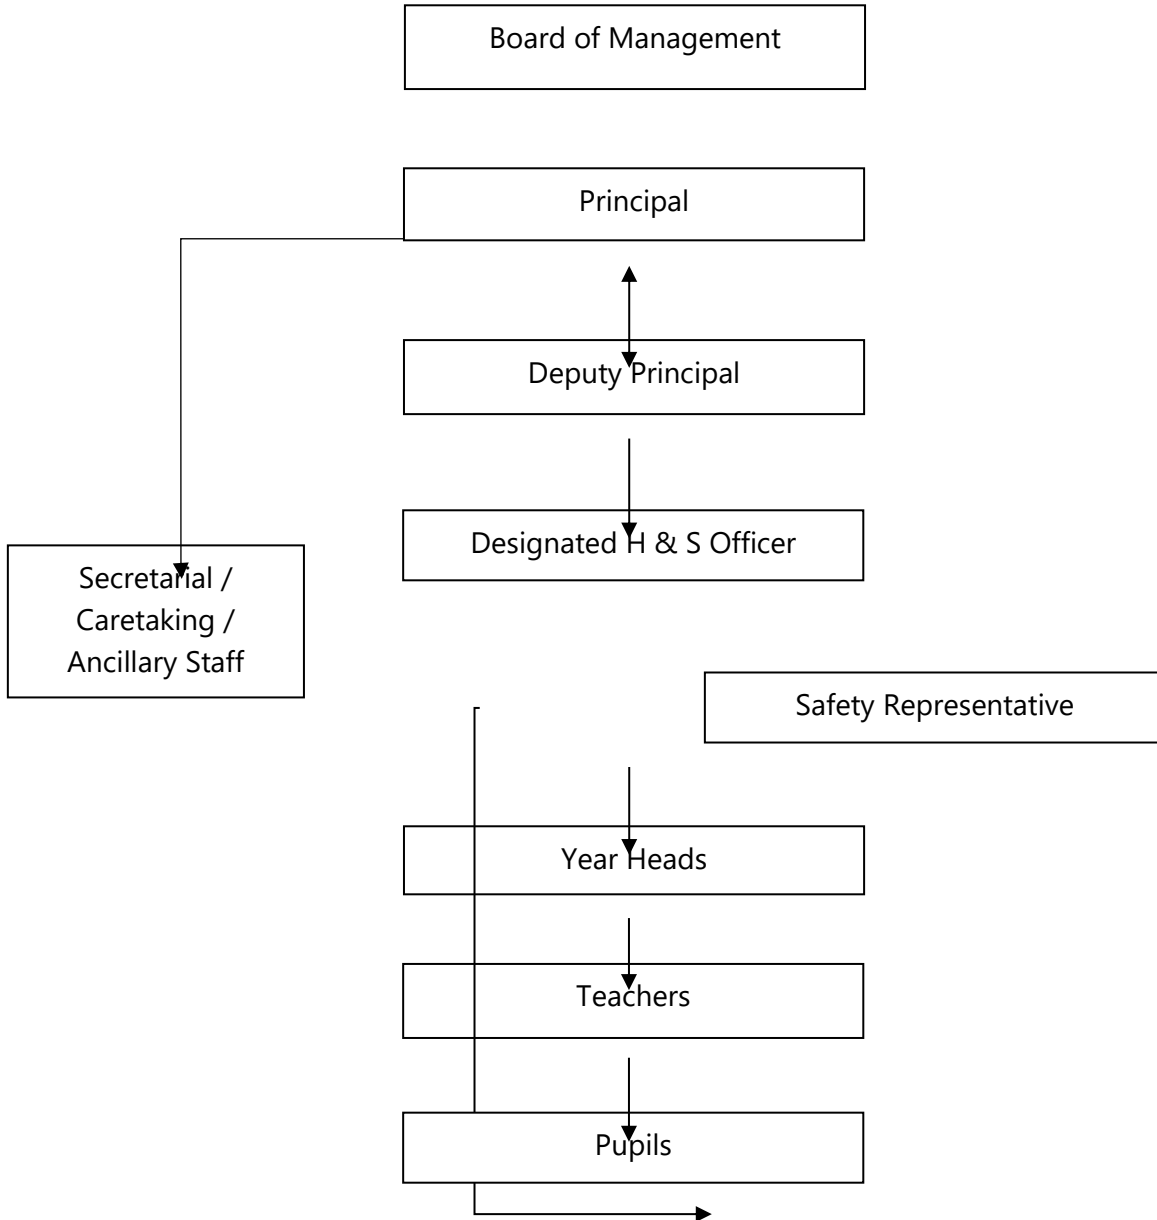 Board of Management
Principal
Deputy Principal
Designated H & S Officer
Secretarial /
Caretaking /
Ancillary Staff
Safety Representative
Year Heads
Teachers
Pupils